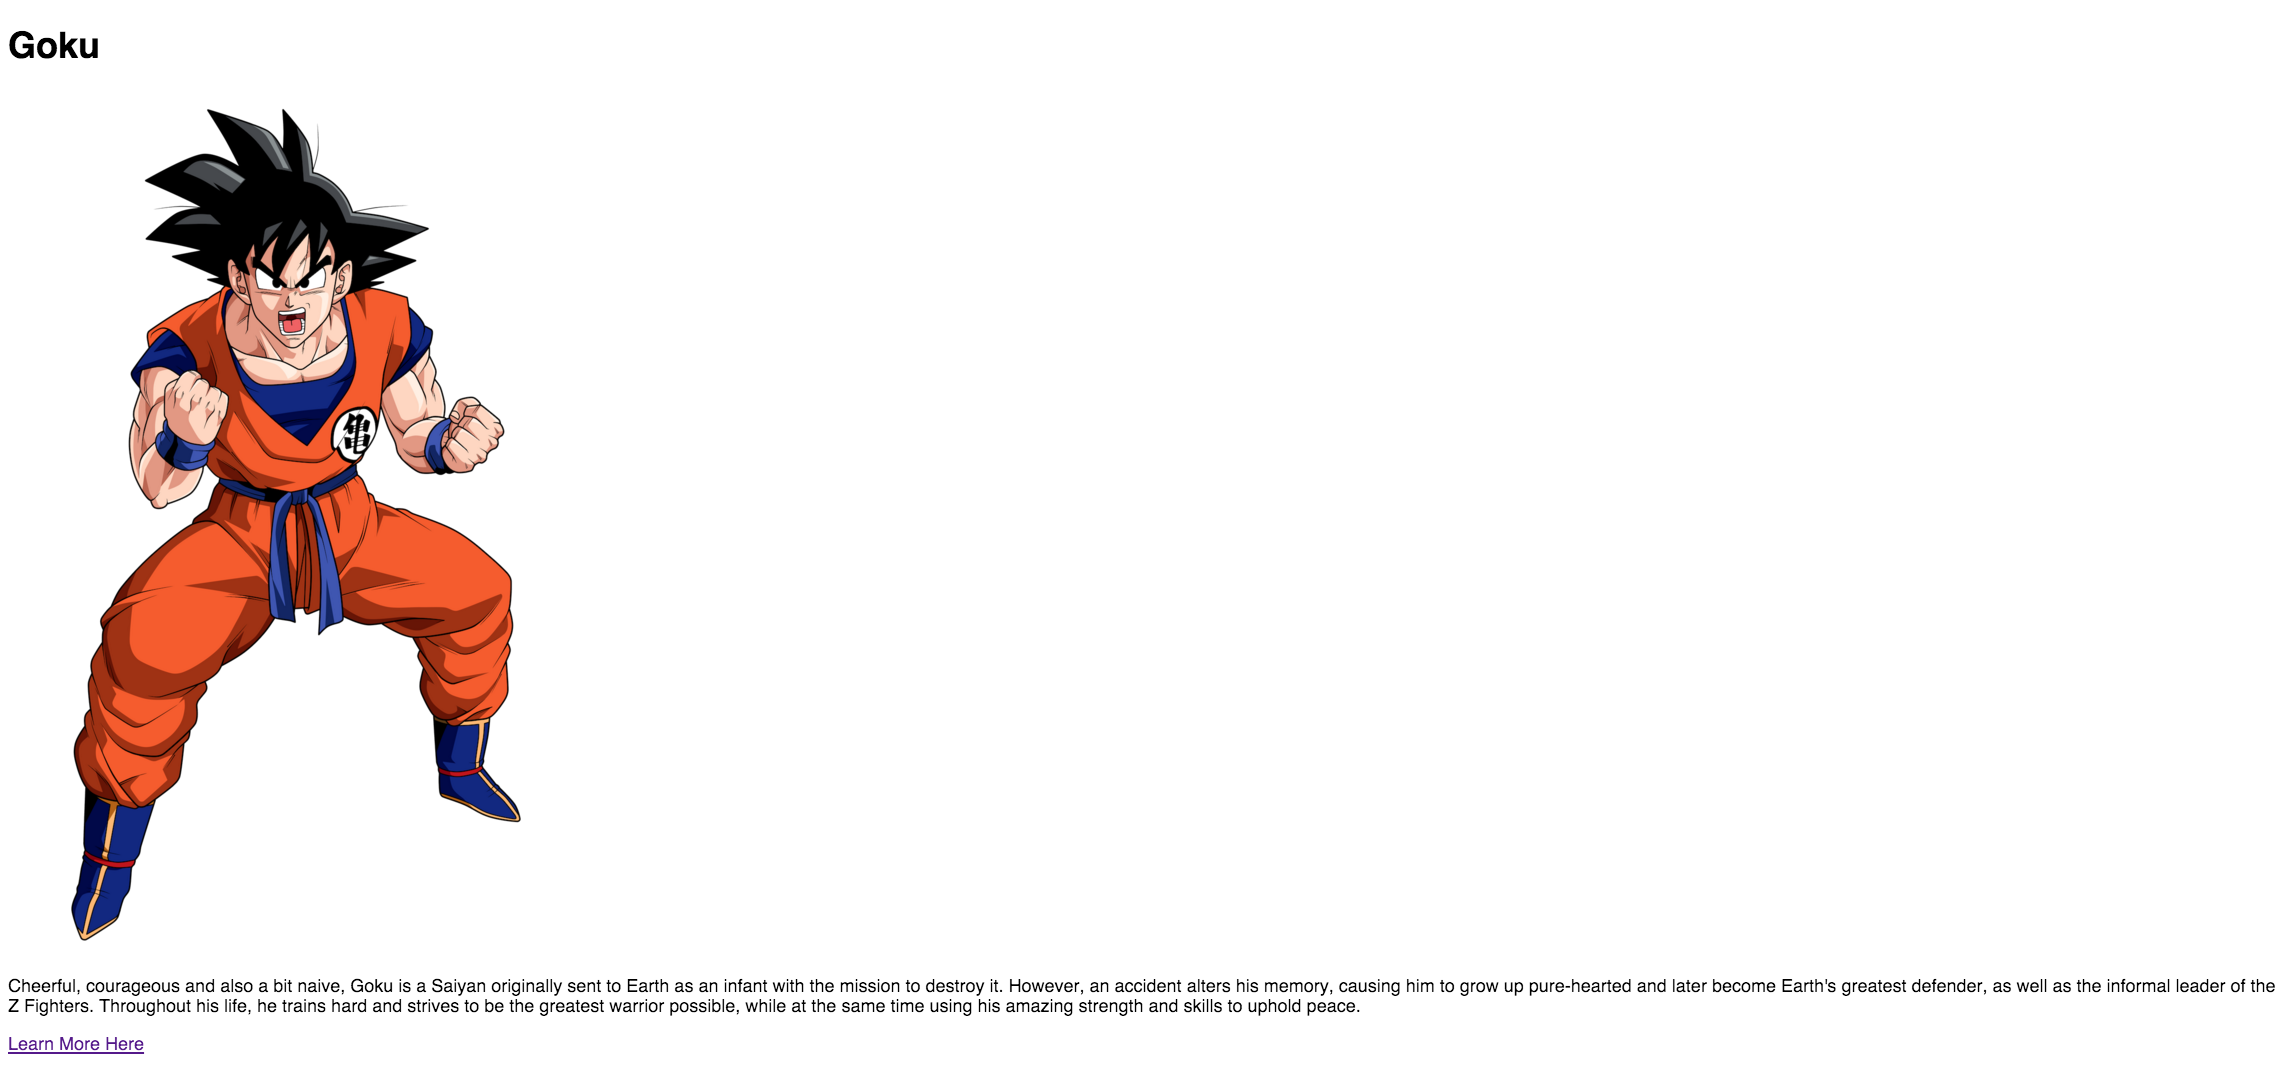 Goku
亀
Cheerful, courageous and also a bit naive, Goku is a Saiyan originally sent to Earth as an infant with the mission to destroy it. However, an accident alters his memory, causing him to grow up pure-hearted and later become Earth's greatest defender, as well as the informal leader of the
Z Fighters. Throughout his life, he trains hard and strives to be the greatest warrior possible, while at the same time using his amazing strength and skills to uphold peace.
Learn More Here